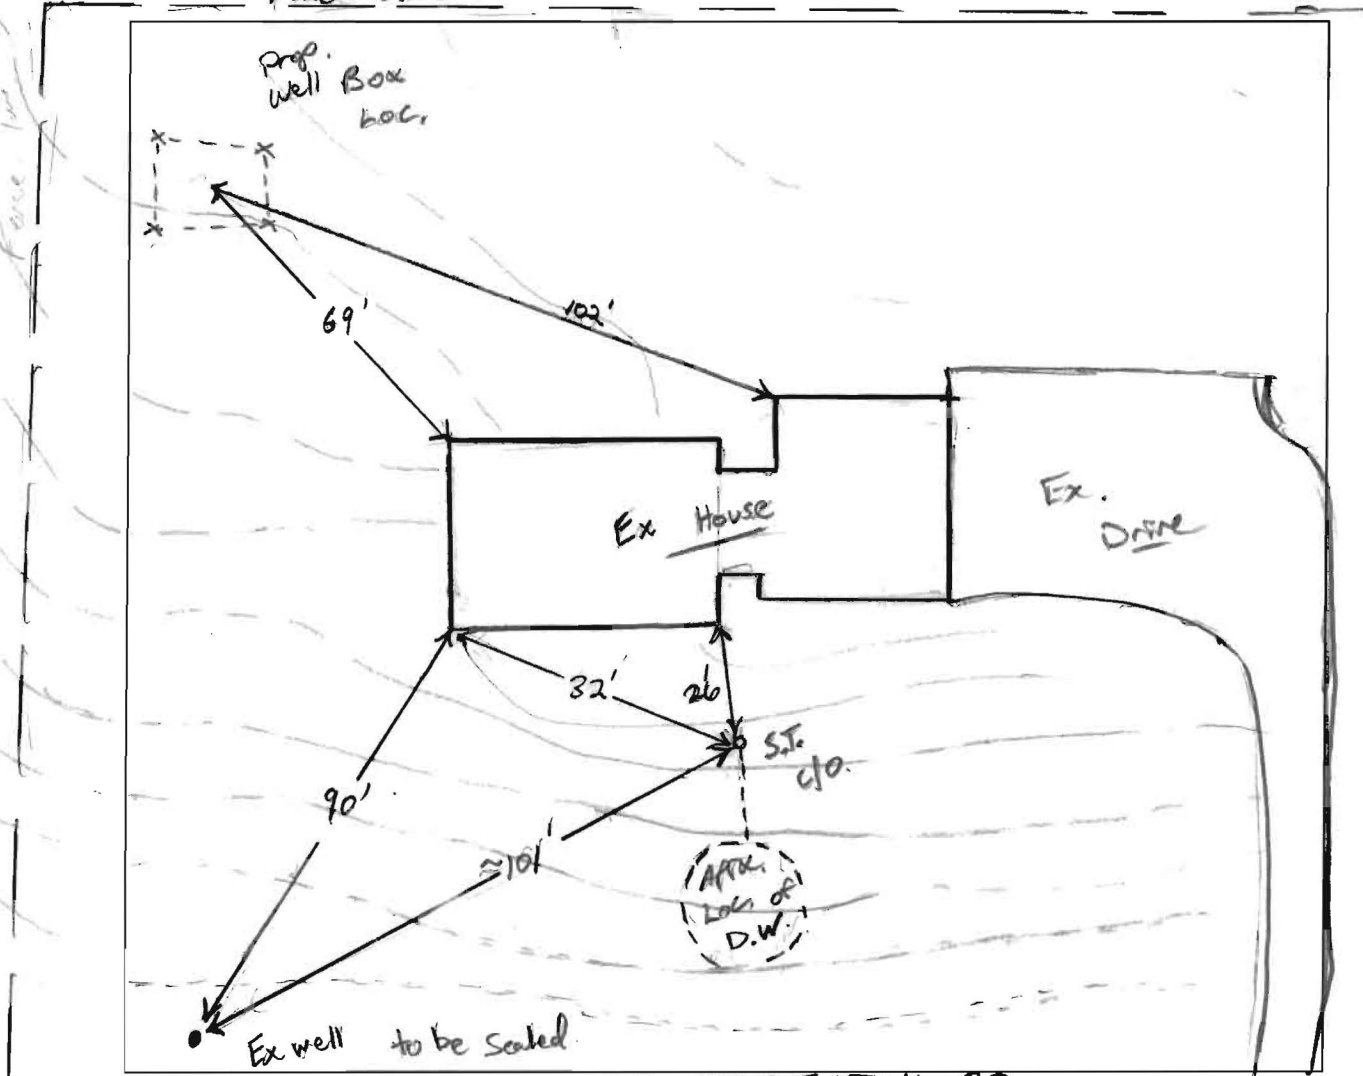 prop.
well Box
Loc.
69'
102'
Ex House
Ex.
Drive
32'
26
S.T.
c/o.
90'
≈101'
Aprx.
Loc. of
D.W.
Ex well to be sealed